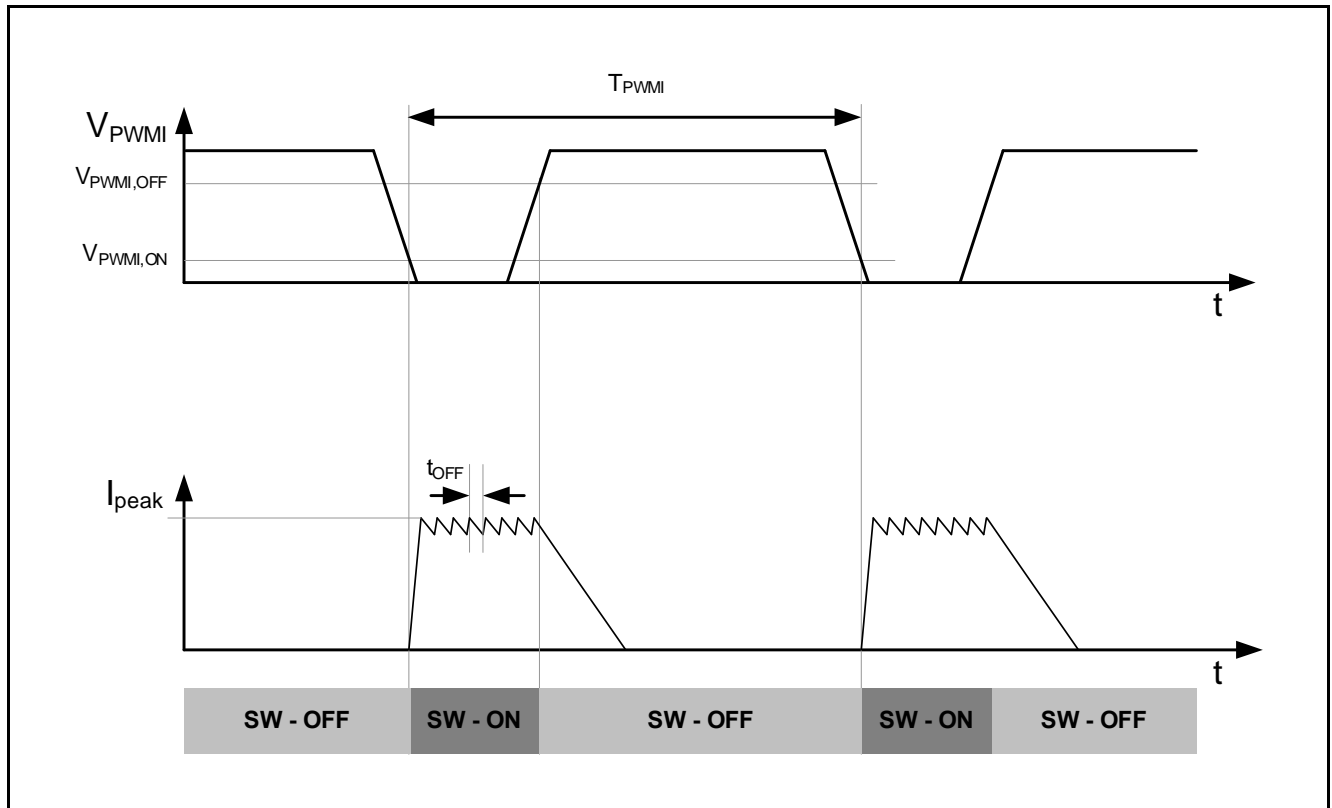 TPWMI
VPWMI
VPWMI,OFF
VPWMI,ON
t
tOFF
Ipeak
t
SW - OFF SW - ON SW - OFF SW - ON SW - OFF